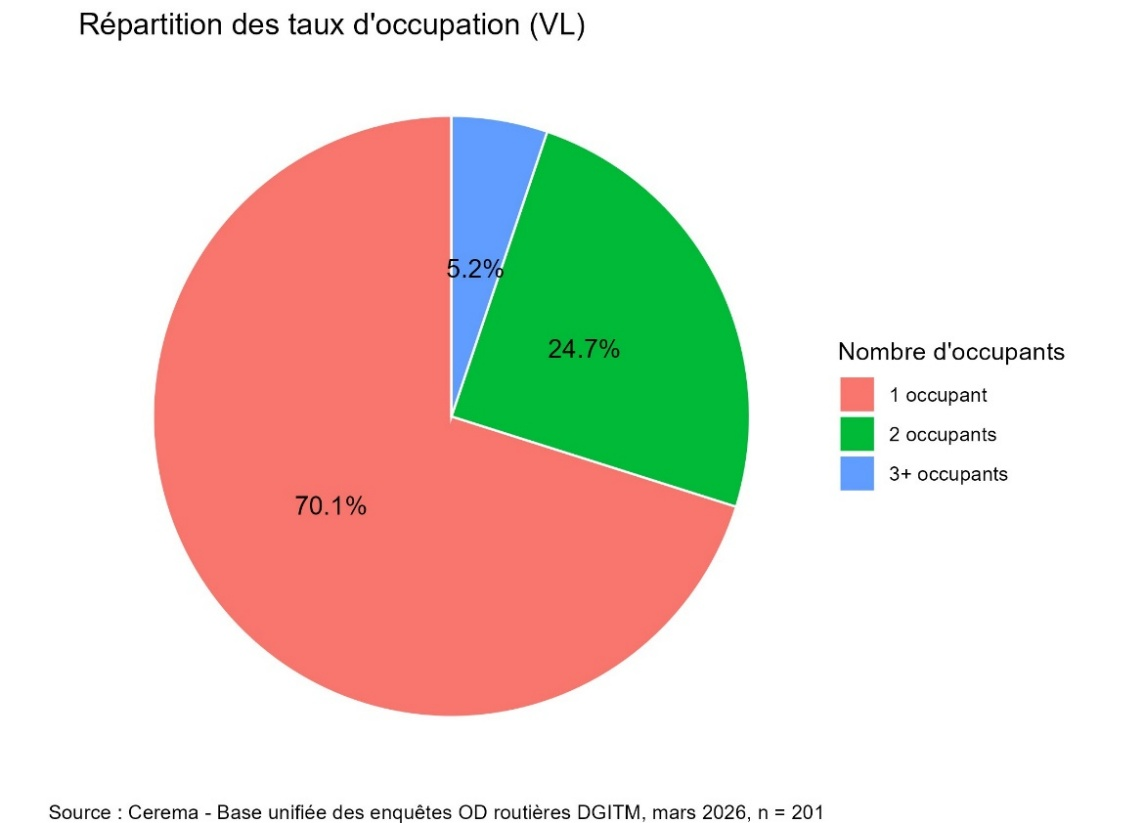 Répartition des taux d'occupation (VL)
5.2%
24.7%
70.1%
Nombre d'occupants
1 occupant
2 occupants
3+ occupants
Source : Cerema - Base unifiée des enquêtes OD routières DGITM, mars 2026, n = 201